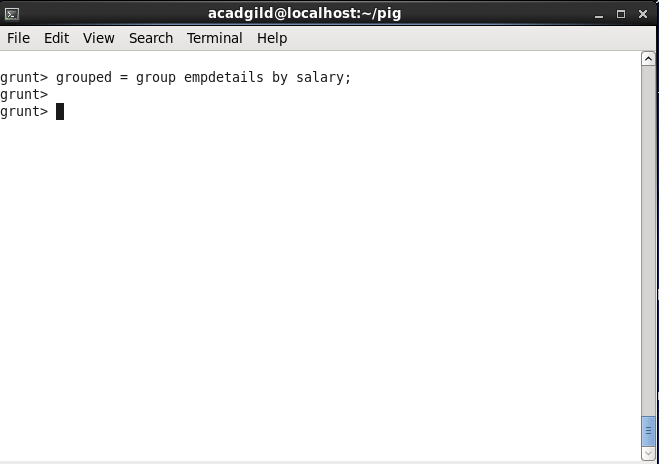 acadgild@localhost:~/pig
File Edit View Search Terminal Help
grunt> grouped = group empdetails by salary;
grunt>
grunt>